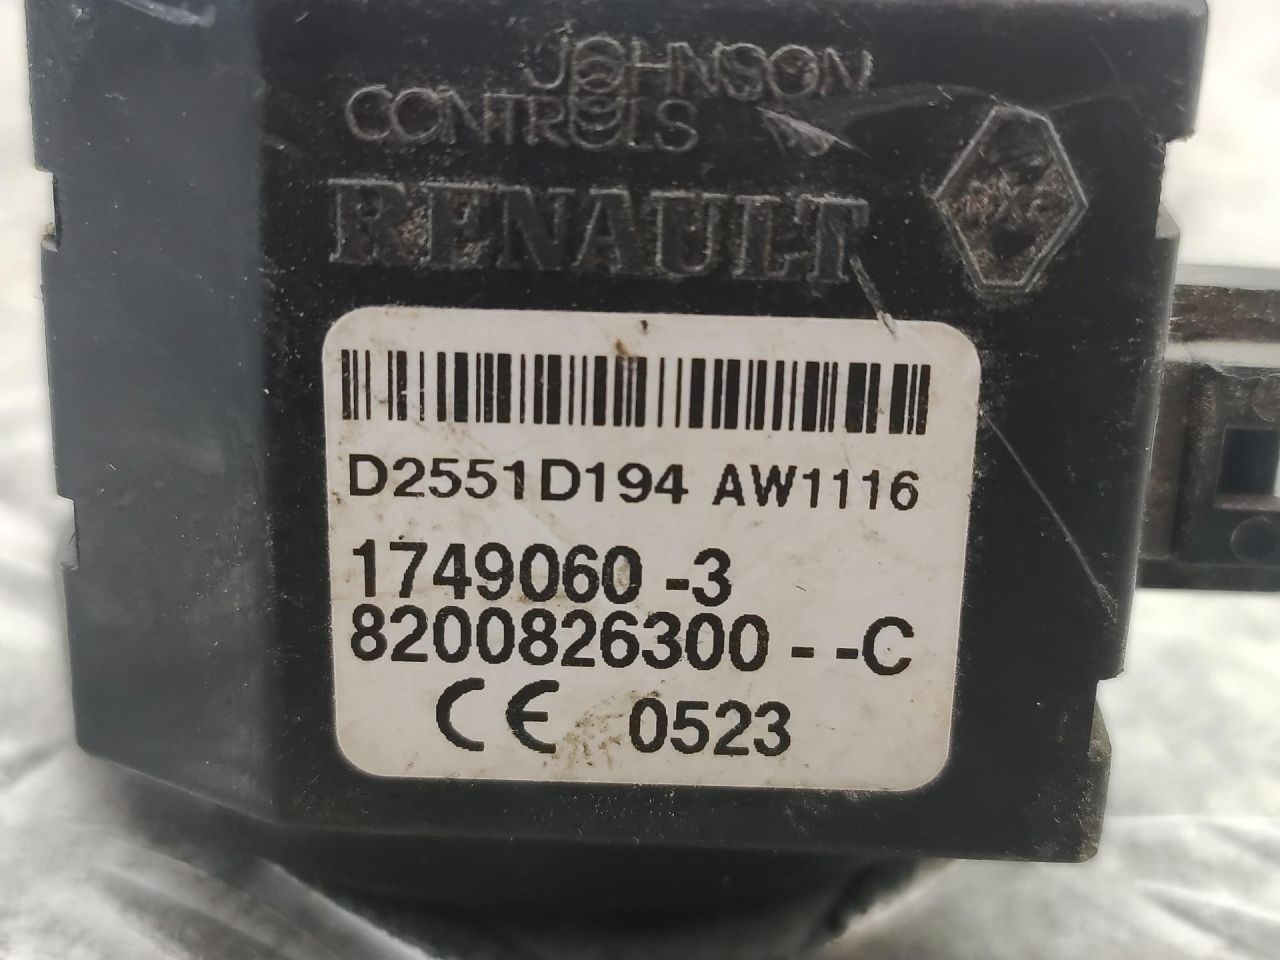 JOHNSON
CONTROLS
RENAULT
D2551D194 AW1116
1749060 -3
8200826300 - -C
CE 0523